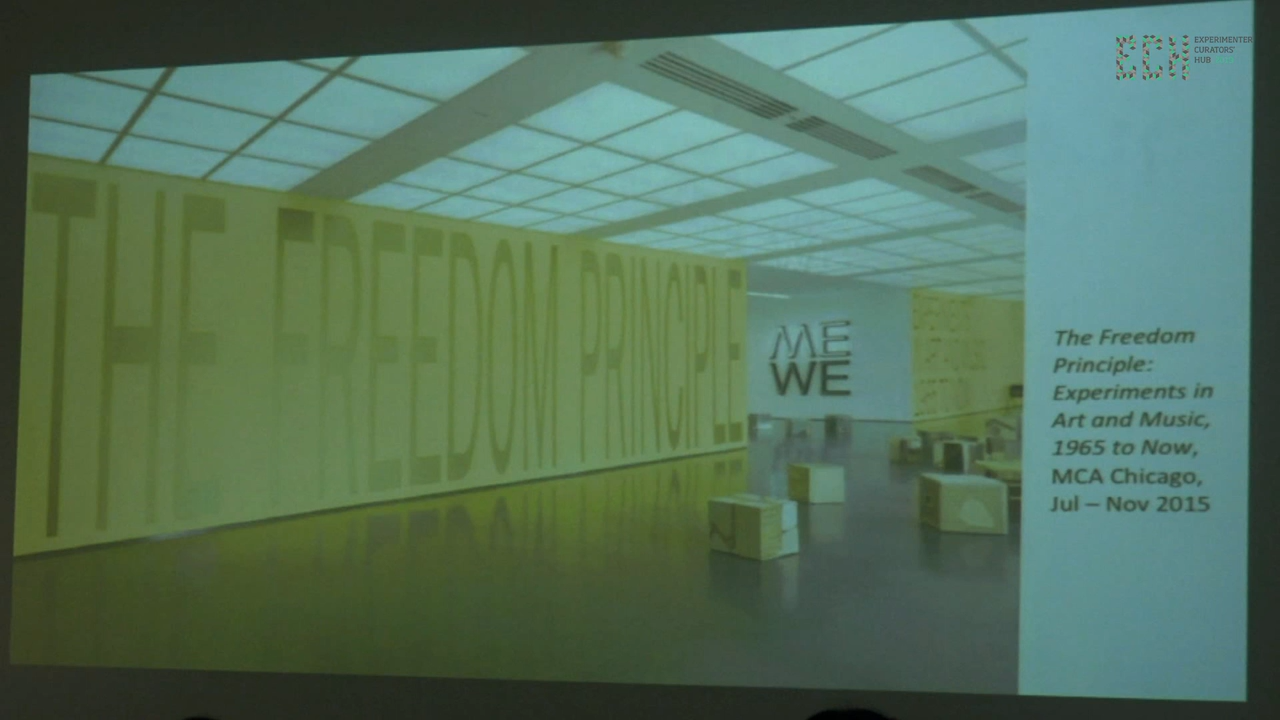 THE FREEDOM PRINCIPLE
ME
WE
ECH
EXPERIMENTER
CURATORS'
HUB
The Freedom
Principle:
Experiments in
Art and Music,
1965 to Now,
MCA Chicago,
Jul – Nov 2015